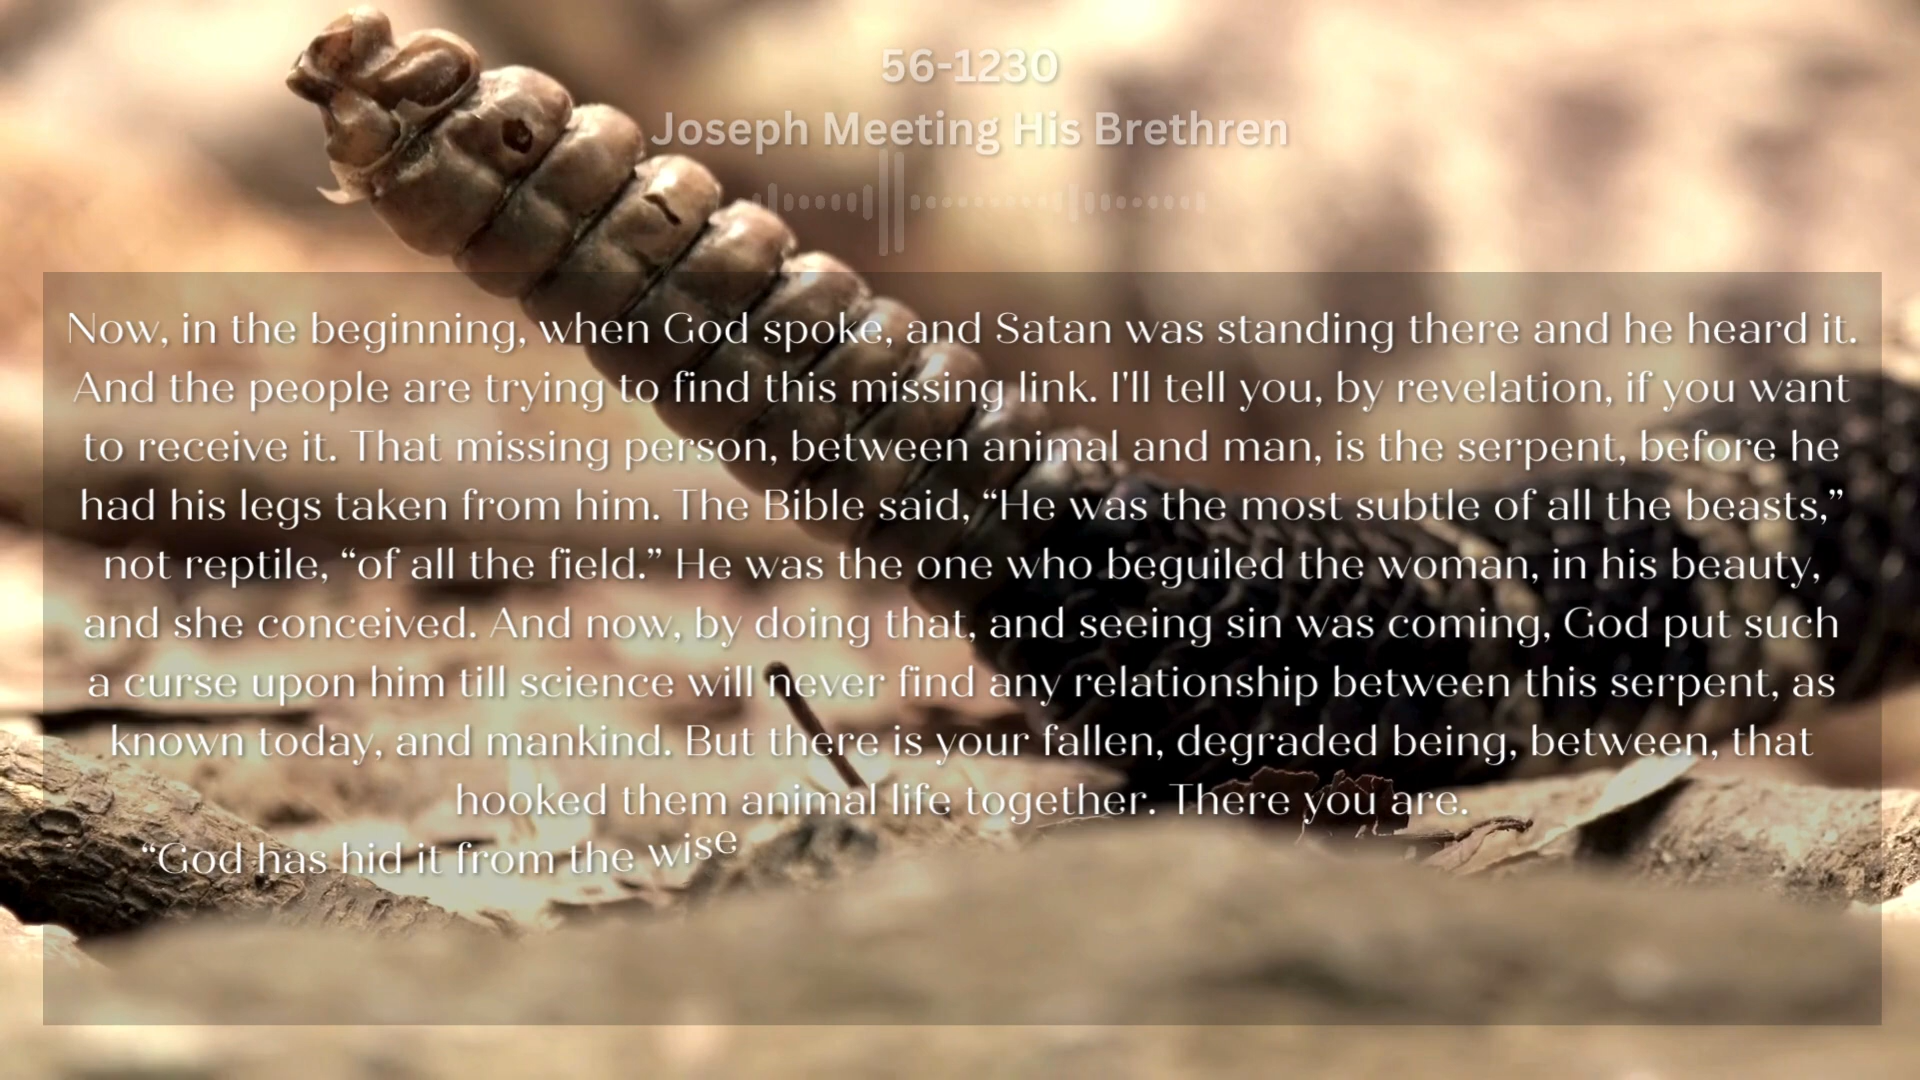 56-1230
Joseph Meeting His Brethren
Now, in the beginning, when God spoke, and Satan was standing there and he heard it.
And the people are trying to find this missing link. I'll tell you, by revelation, if you want
to receive it. That missing person, between animal and man, is the serpent, before he
had his legs taken from him. The Bible said, “He was the most subtle of all the beasts,”
not reptile, “of all the field.” He was the one who beguiled the woman, in his beauty,
and she conceived. And now, by doing that, and seeing sin was coming, God put such
a curse upon him till science will never find any relationship between this serpent, as
known today, and mankind. But there is your fallen, degraded being, between, that
hooked them animal life together. There you are.
“God has hid it from the wise